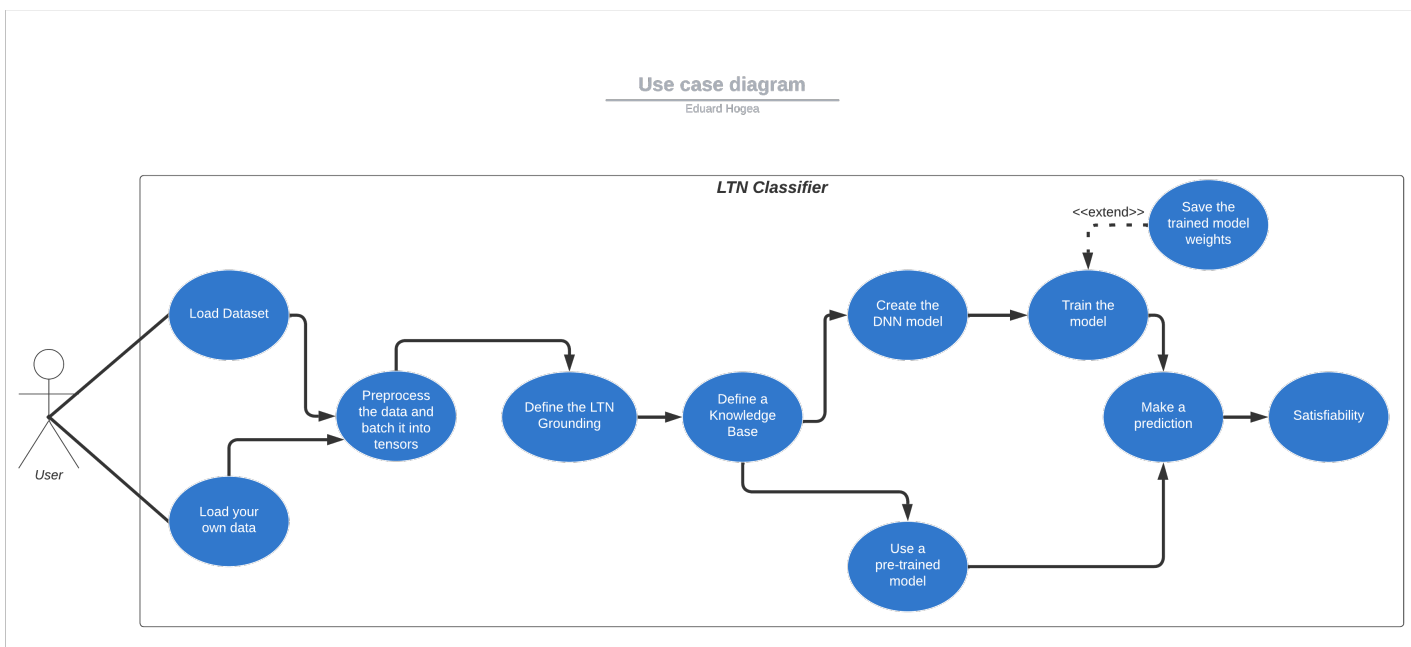 Use case diagram
Eduard Hogea
LTN Classifier
<<extend>>
Save the
trained model
weights
Load Dataset
Create the
DNN model
Train the
model
Preprocess
the data and
batch it into
tensors
Define the LTN
Grounding
Define a
Knowledge
Base
Make a
prediction
Satisfiability
User
Load your
own data
Use a
pre-trained
model